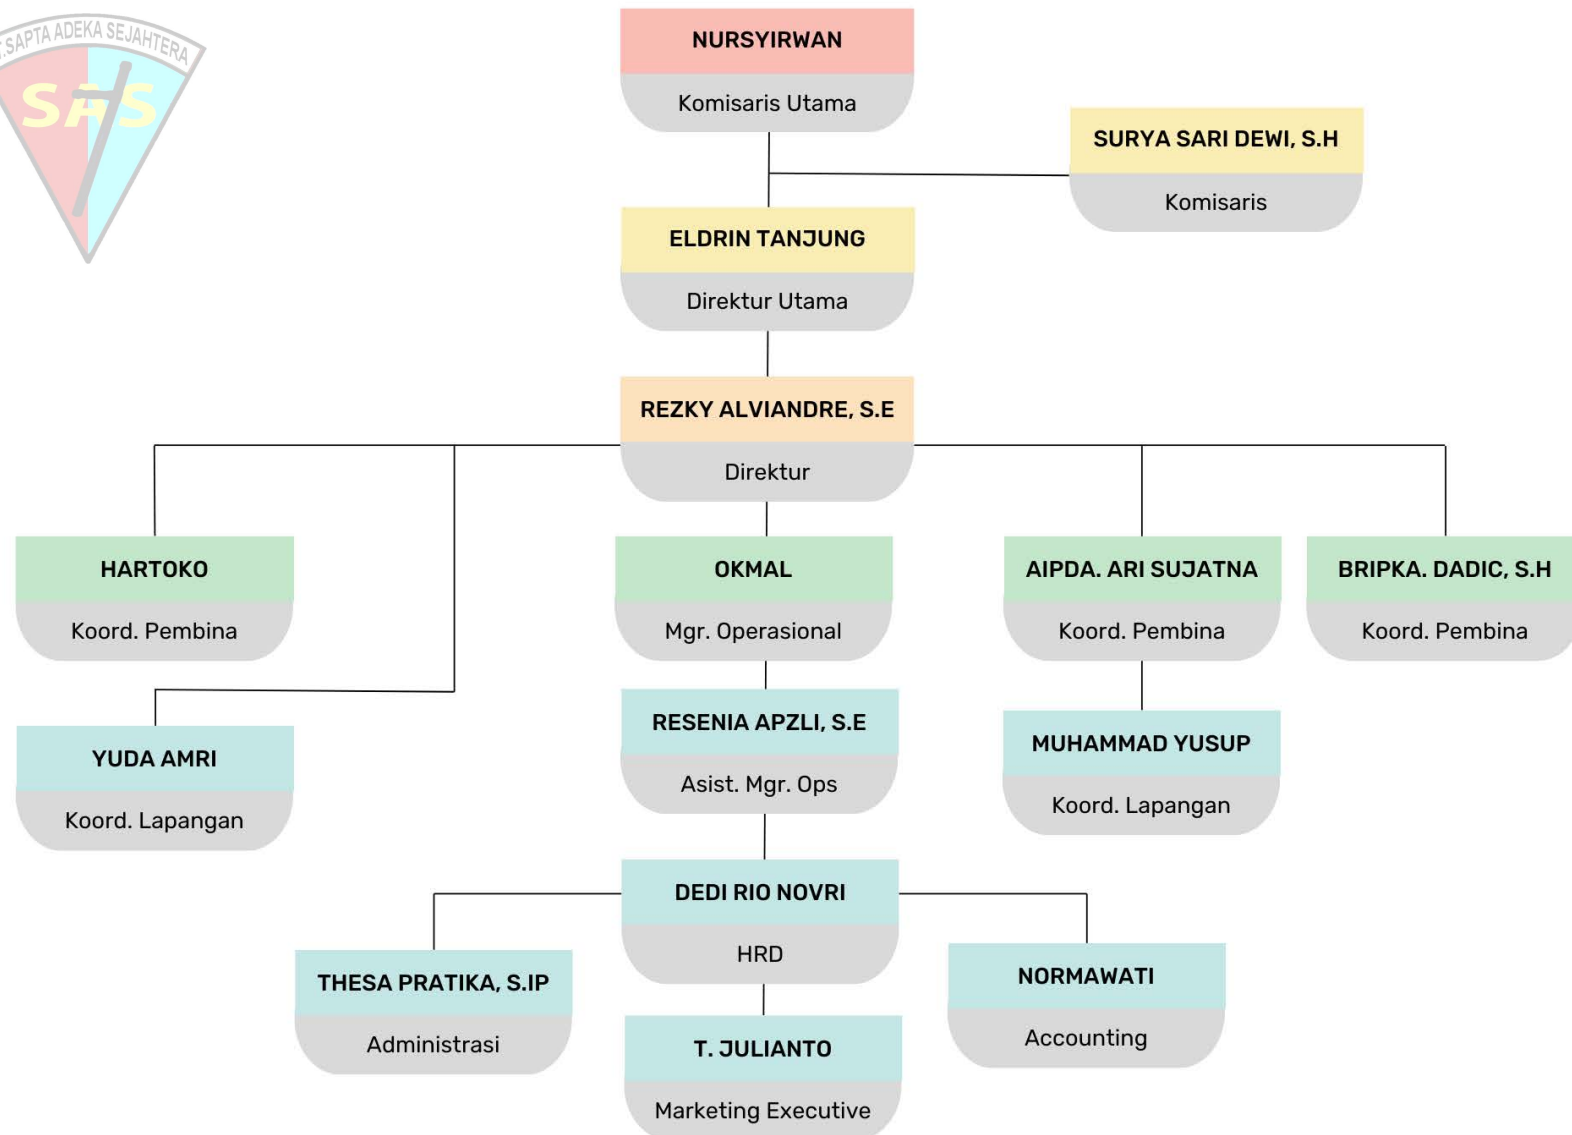 SAPTA ADEKA SEJAHTERA
SAS
NURSYIRWAN
Komisaris Utama
SURYA SARI DEWI, S.H
Komisaris
ELDRIN TANJUNG
Direktur Utama
REZKY ALVIANDRE, S.E
Direktur
HARTOKO
Koord. Pembina
OKMAL
Mgr. Operasional
AIPDA. ARI SUJATNA
Koord. Pembina
BRIPKA. DADIC, S.H
Koord. Pembina
YUDA AMRI
Koord. Lapangan
RESENIA APZLI, S.E
Asist. Mgr. Ops
MUHAMMAD YUSUP
Koord. Lapangan
DEDI RIO NOVRI
HRD
THESA PRATIKA, S.IP
Administrasi
NORMAWATI
Accounting
T. JULIANTO
Marketing Executive